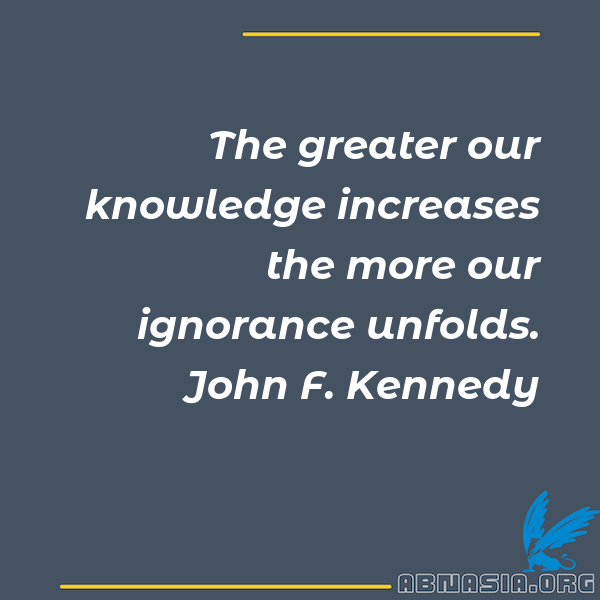 The greater our
knowledge increases
the more our
ignorance unfolds.
John F. Kennedy
ABNASIA.ORG